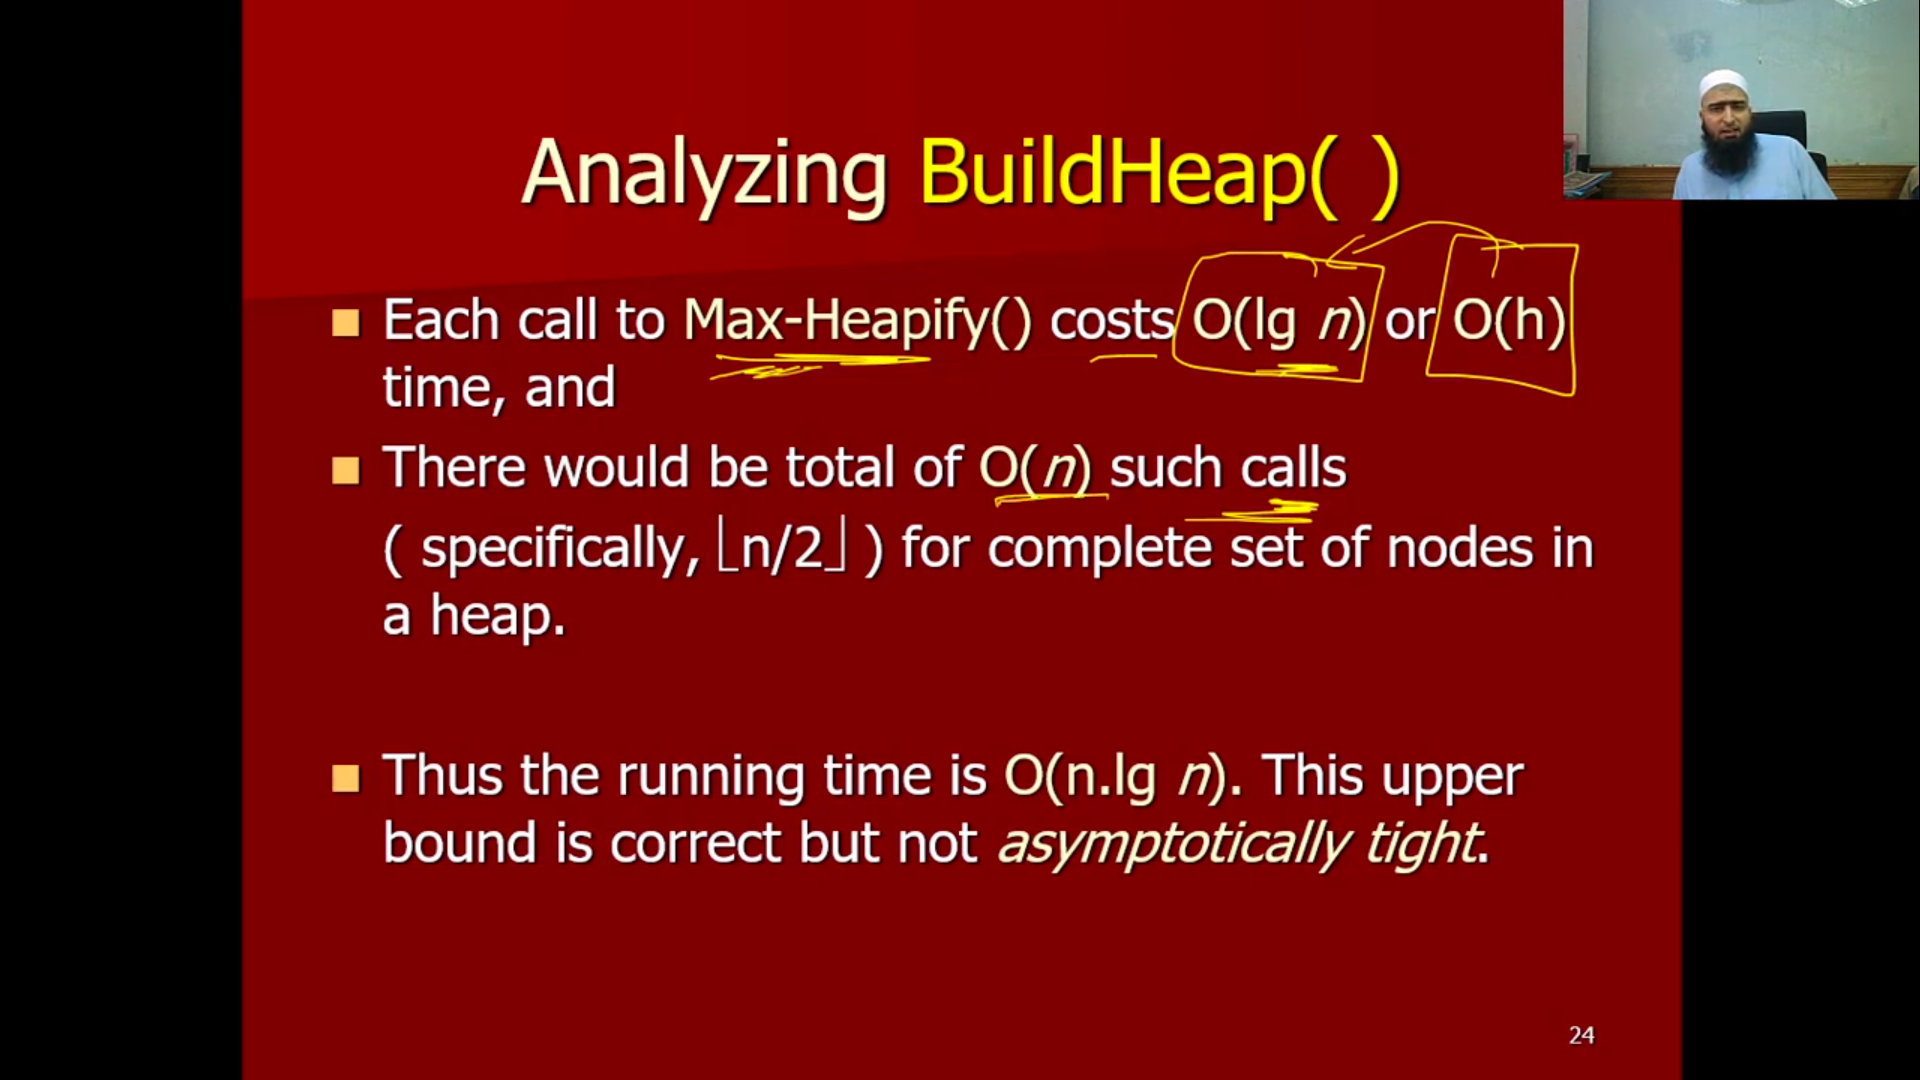 Analyzing BuildHeap( )
Each call to Max-Heapify() costs O(lg n) or O(h)
time, and
There would be total of O(n) such calls
( specifically, ⌊n/2⌋ ) for complete set of nodes in
a heap.
Thus the running time is O(n.lg n). This upper
bound is correct but not asymptotically tight.
24